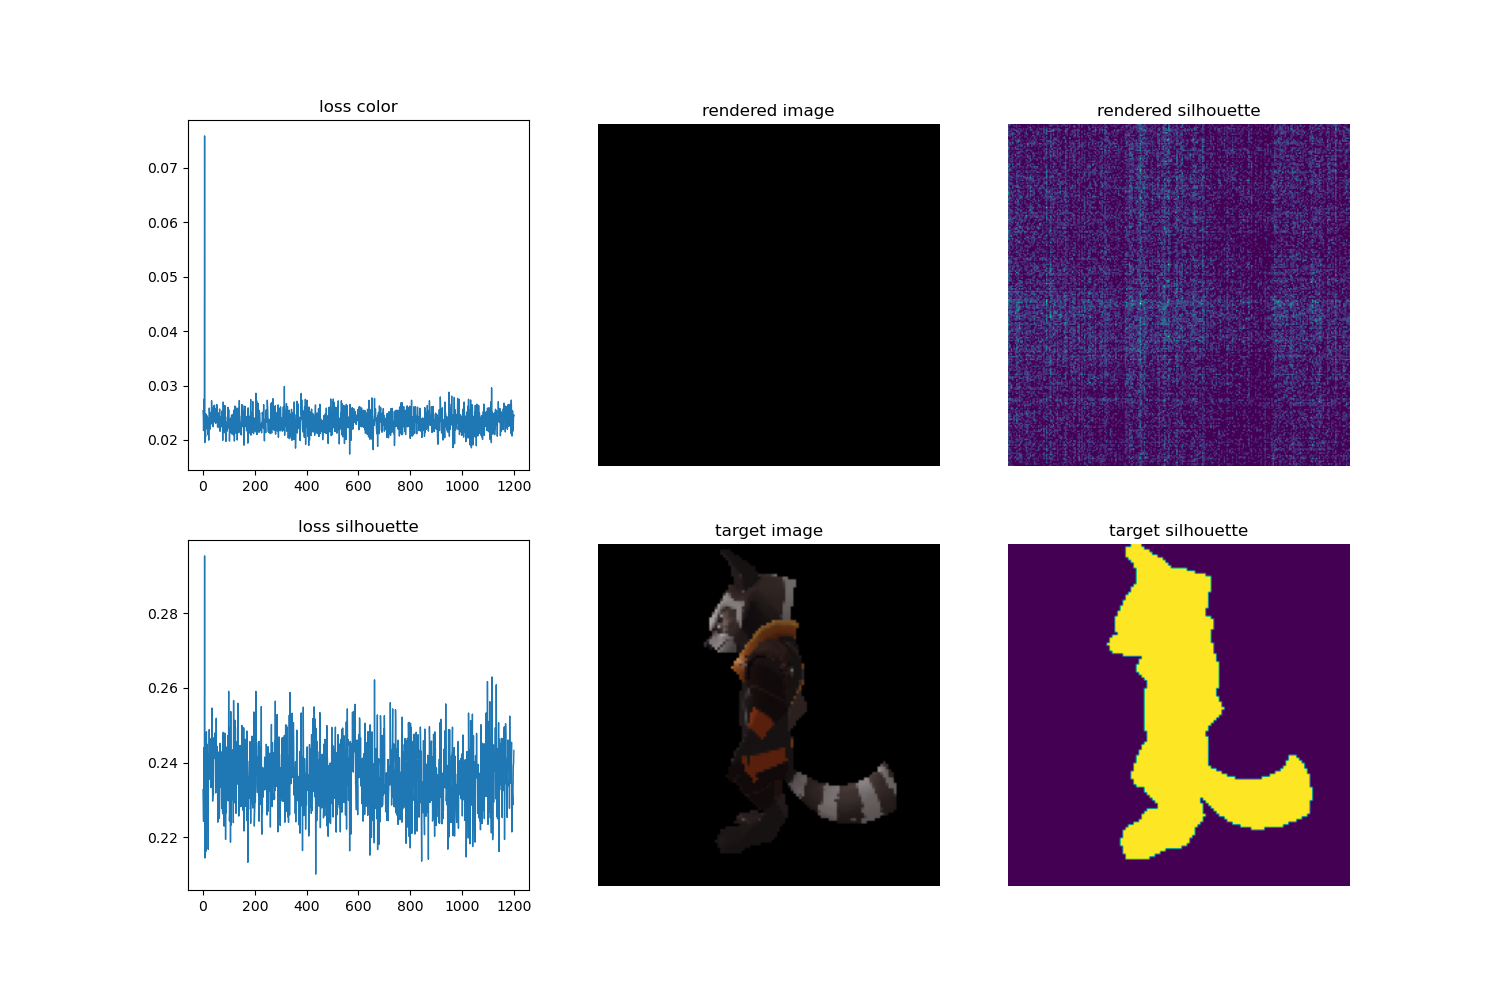 loss color
0.07
0.06
0.05
0.04
0.03
0.02
0 200 400 600 800 1000 1200
rendered image
rendered silhouette
loss silhouette
0.28
0.26
0.24
0.22
0 200 400 600 800 1000 1200
target image
target silhouette